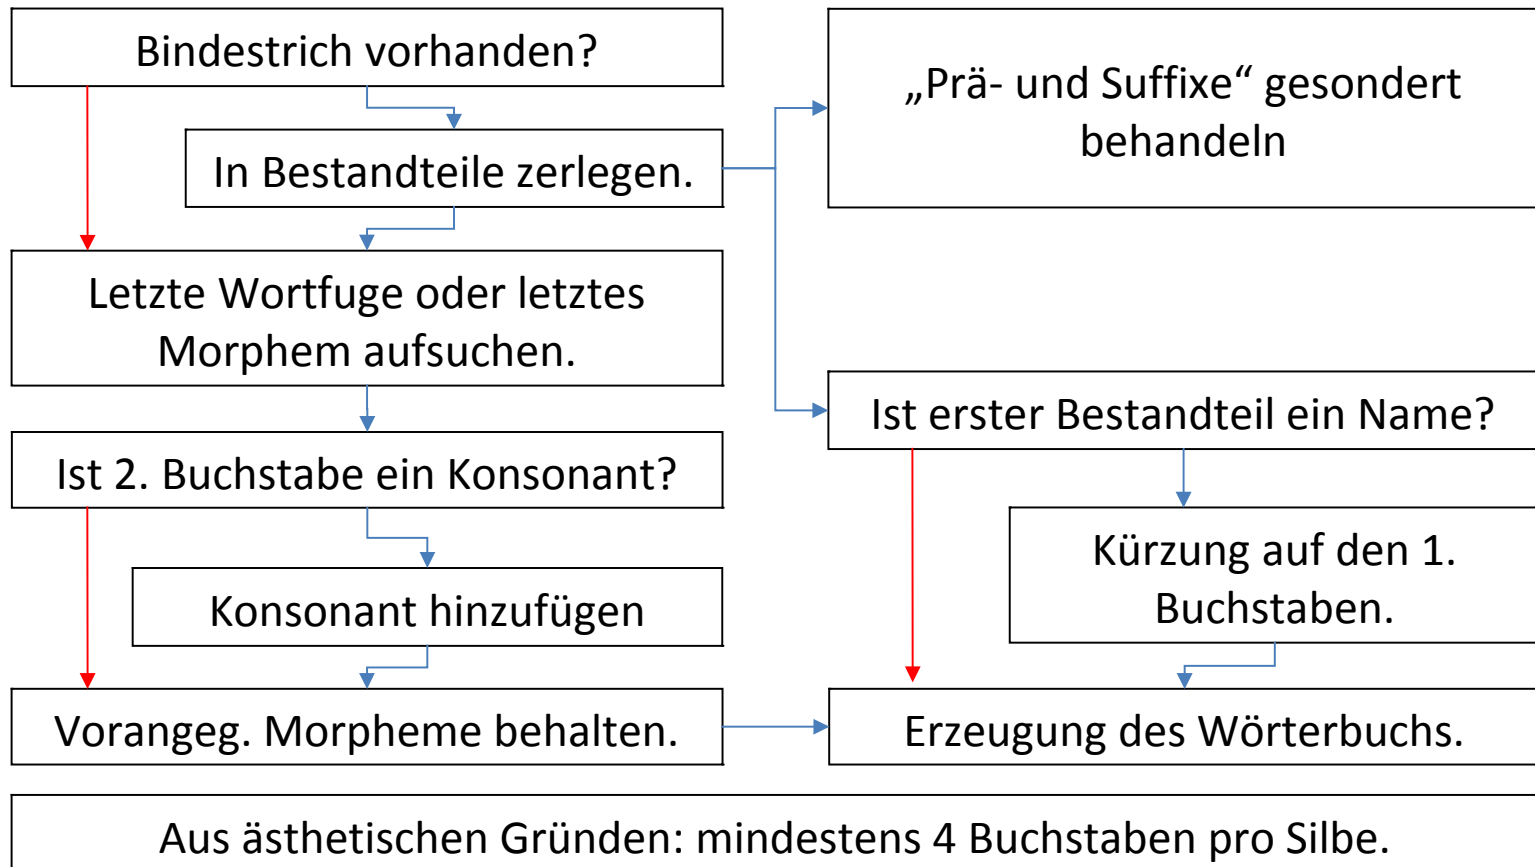 Bindestrich vorhanden?
In Bestandteile zerlegen.
Letzte Wortfuge oder letztes
Morphem aufsuchen.
Ist 2. Buchstabe ein Konsonant?
Konsonant hinzufügen
Vorangeg. Morpheme behalten.
„Prä- und Suffixe“ gesondert
behandeln
Ist erster Bestandteil ein Name?
Kürzung auf den 1.
Buchstaben.
Erzeugung des Wörterbuchs.
Aus ästhetischen Gründen: mindestens 4 Buchstaben pro Silbe.